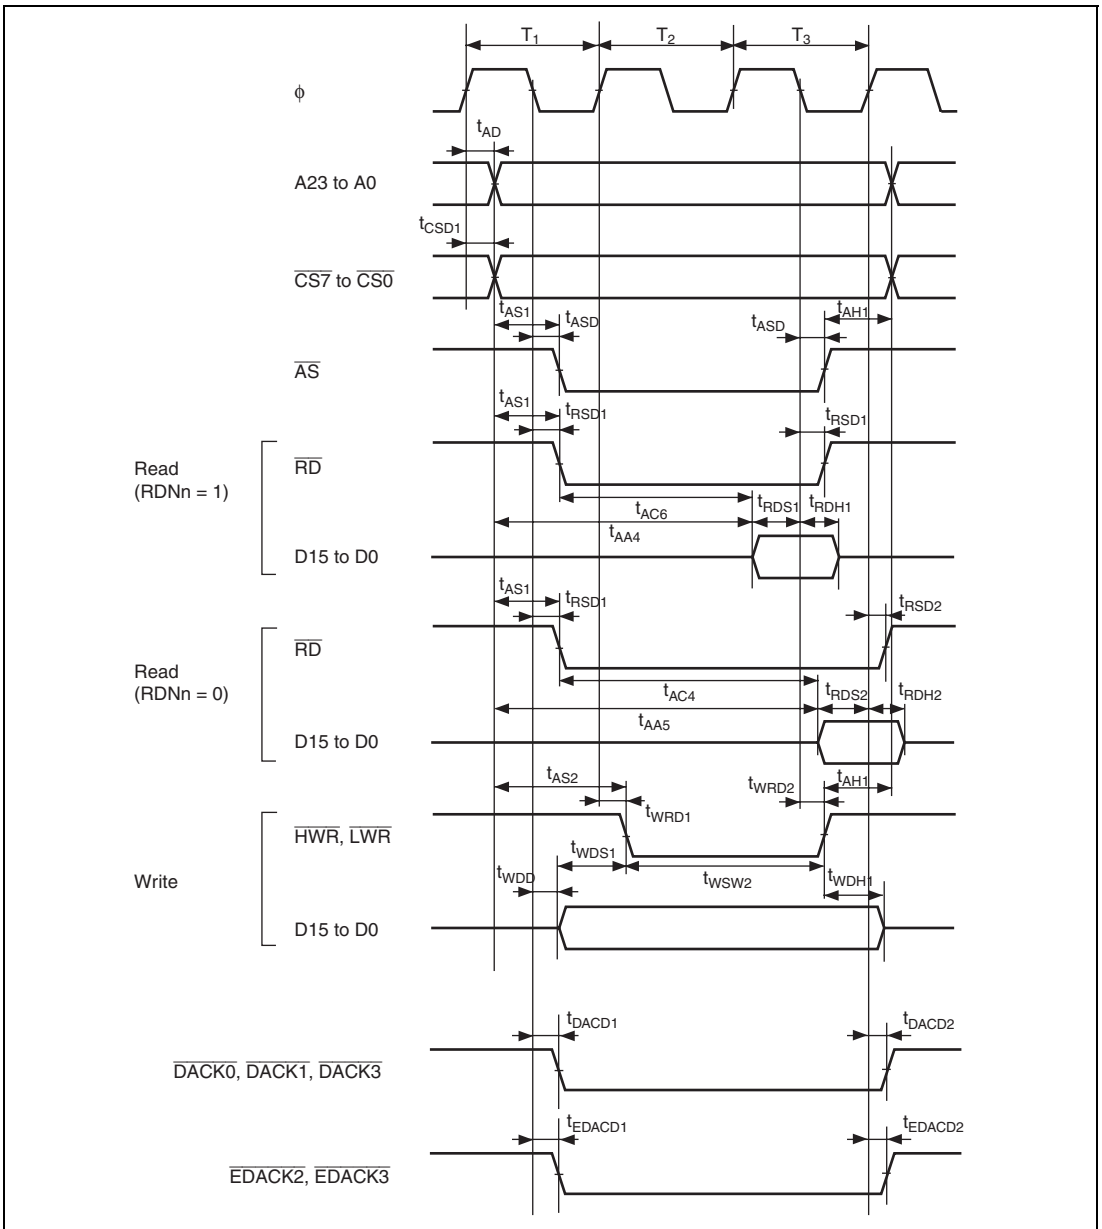 T1 T2 T3
φ
tAD
A23 to A0
tCSD1
CS7 to CS0
tAS1 tASD tASD tAH1
AS
tAS1 tRSD1 tRSD1
Read
(RDNn = 1)
RD
tAC6 tRDS1 tRDH1
tAA4
D15 to D0
tAS1 tRSD1 tRSD2
RD
Read
(RDNn = 0)
tAC4 tRDS2 tRDH2
tAA5
D15 to D0
tAS2 tWRD2 tAH1
tWRD1
HWR, LWR
tWDS1
tWDD tWSW2 tWDH1
Write
D15 to D0
tDACD1 tDACD2
DACK0, DACK1, DACK3
tEDACD1 tEDACD2
EDACK2, EDACK3